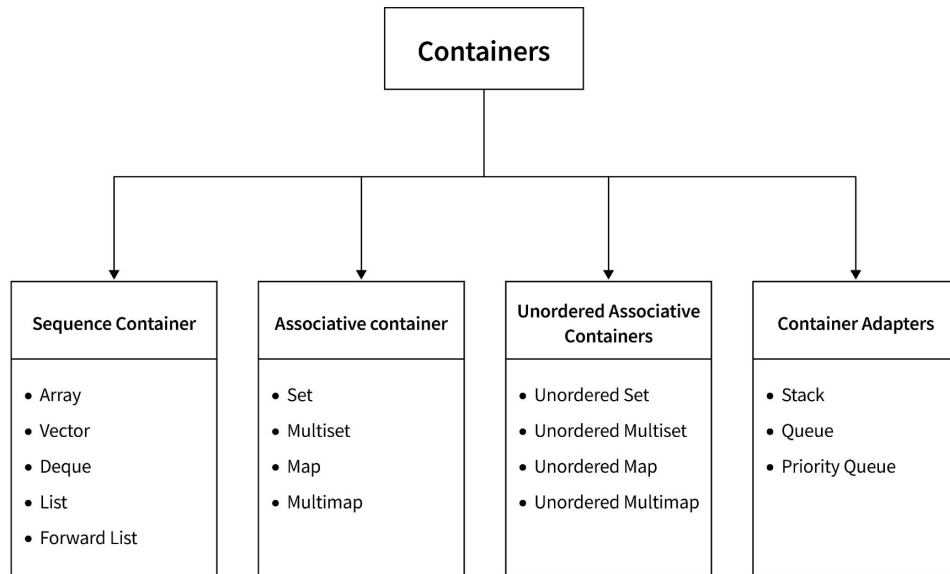 Containers
Sequence Container
Array
Vector
Deque
List
Forward List
Associative container
Set
Multiset
Map
Multimap
Unordered Associative
Containers
Unordered Set
Unordered Multiset
Unordered Map
Unordered Multimap
Container Adapters
Stack
Queue
Priority Queue